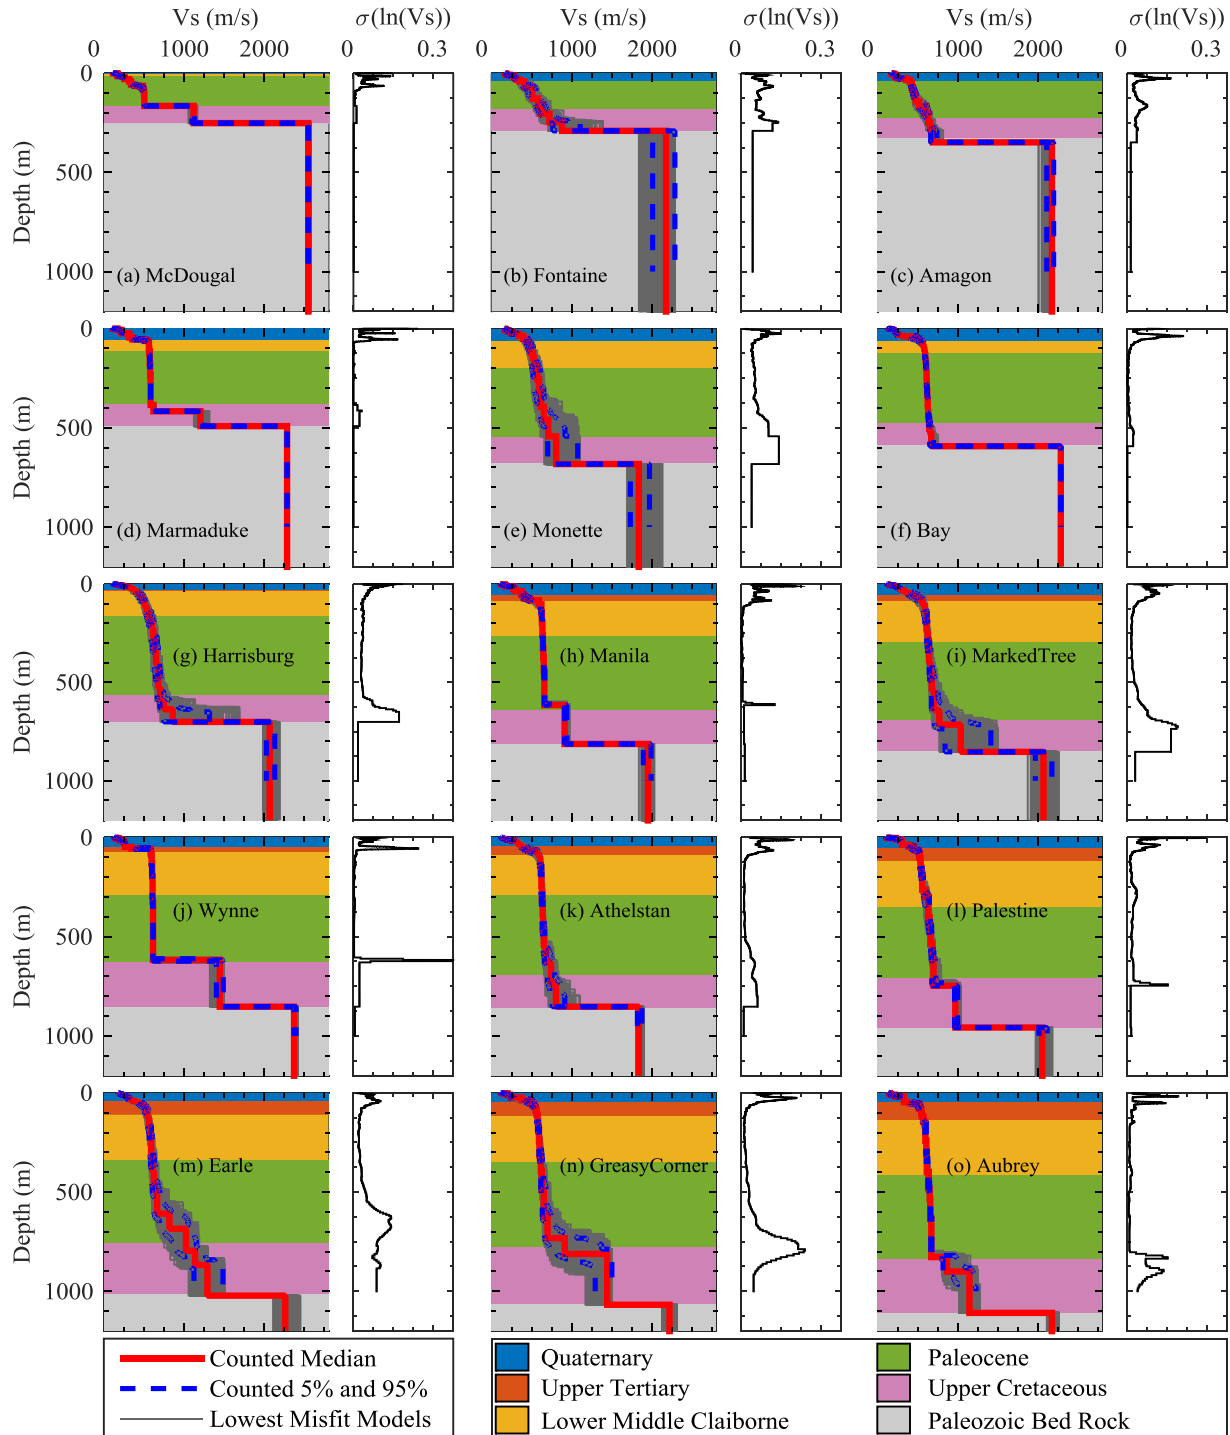 Vs (m/s) σ(ln(Vs)) Vs (m/s) σ(ln(Vs)) Vs (m/s) σ(ln(Vs))
0 1000 2000 0 0.3 0 1000 2000 0 0.3 0 1000 2000 0 0.3
0
500
1000
Depth (m)
(a) McDougal
(b) Fontaine
(c) Amagon
0
500
1000
Depth (m)
(d) Marmaduke
(e) Monette
(f) Bay
0
500
1000
Depth (m)
(g) Harrisburg
(h) Manila
(i) MarkedTree
0
500
1000
Depth (m)
(j) Wynne
(k) Athelstan
(l) Palestine
0
500
1000
Depth (m)
(m) Earle
(n) GreasyCorner
(o) Aubrey
Counted Median
Counted 5% and 95%
Lowest Misfit Models
Quaternary
Upper Tertiary
Lower Middle Claiborne
Paleocene
Upper Cretaceous
Paleozoic Bed Rock